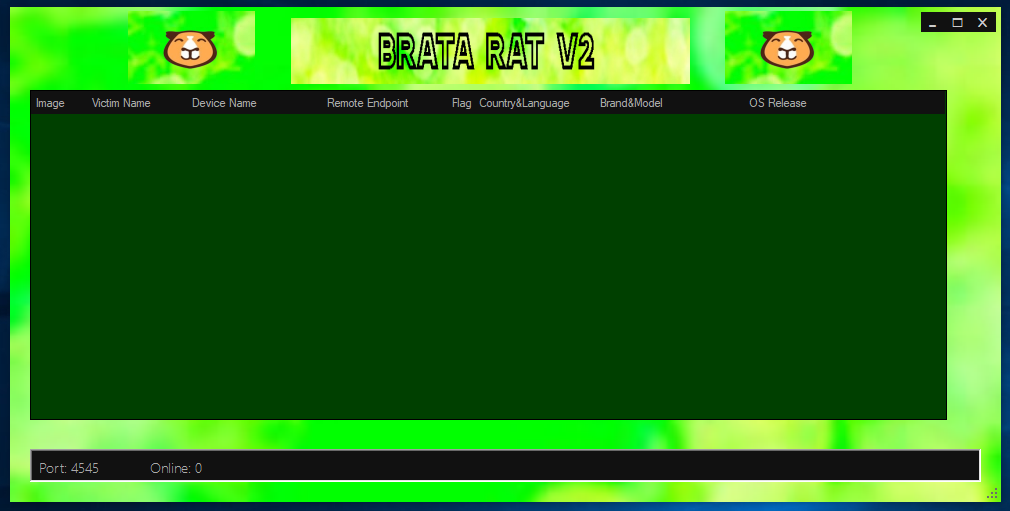 BRATA RAT V2
Image Victim Name Device Name Remote Endpoint Flag Country&Language Brand&Model OS Release
Port: 4545 Online: 0